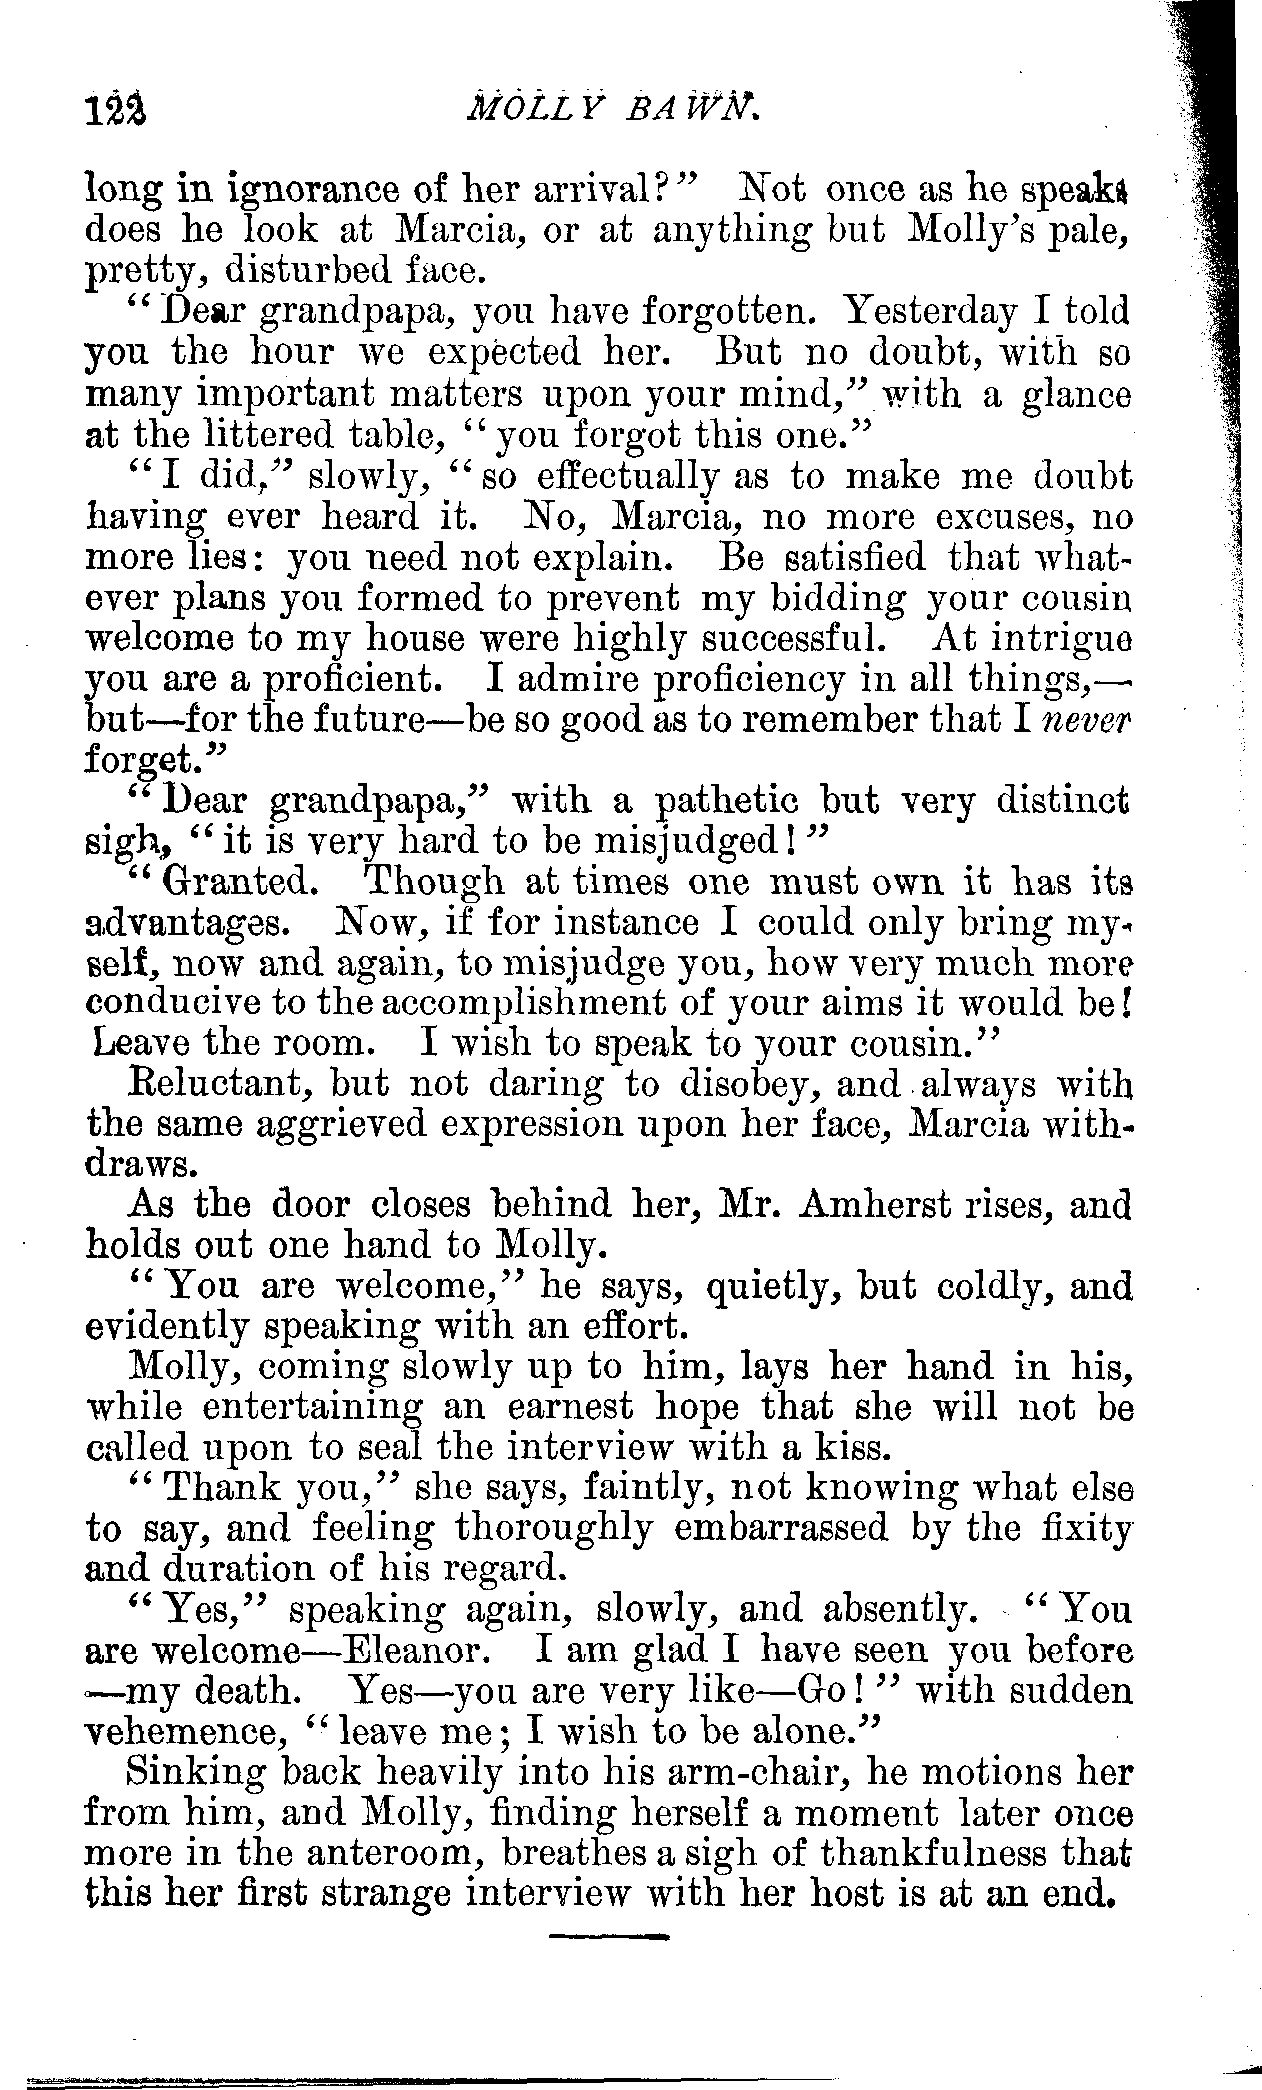 122 MOLLY BAWN.
long in ignorance of her arrival?" Not once as he speaks
does he look at Marcia, or at anything but Molly's pale,
pretty, disturbed face.
"Dear grandpapa, you have forgotten. Yesterday I told
you the hour we expected her. But no doubt, with so
many important matters upon your mind," with a glance
at the littered table, "you forgot this one."
"I did," slowly, "so effectually as to make me doubt
having ever heard it. No, Marcia, no more excuses, no
more lies: you need not explain. Be satisfied that what-
ever plans you formed to prevent my bidding your cousin
welcome to my house were highly successful. At intrigue
you are a proficient. I admire proficiency in all things,—
but—for the future—be so good as to remember that I never
forget."
"Dear grandpapa," with a pathetic but very distinct
sigh, "it is very hard to be misjudged!"
"Granted. Though at times one must own it has its
advantages. Now, if for instance I could only bring my-
self, now and again, to misjudge you, how very much more
conducive to the accomplishment of your aims it would be!
Leave the room. I wish to speak to your cousin."
Reluctant, but not daring to disobey, and always with
the same aggrieved expression upon her face, Marcia with-
draws.
As the door closes behind her, Mr. Amherst rises, and
holds out one hand to Molly.
"You are welcome," he says, quietly, but coldly, and
evidently speaking with an effort.
Molly, coming slowly up to him, lays her hand in his,
while entertaining an earnest hope that she will not be
called upon to seal the interview with a kiss.
"Thank you," she says, faintly, not knowing what else
to say, and feeling thoroughly embarrassed by the fixity
and duration of his regard.
"Yes," speaking again, slowly, and absently. "You
are welcome—Eleanor. I am glad I have seen you before
—my death. Yes—you are very like—Go!" with sudden
vehemence, "leave me; I wish to be alone."
Sinking back heavily into his arm-chair, he motions her
from him, and Molly, finding herself a moment later once
more in the anteroom, breathes a sigh of thankfulness that
this her first strange interview with her host is at an end.